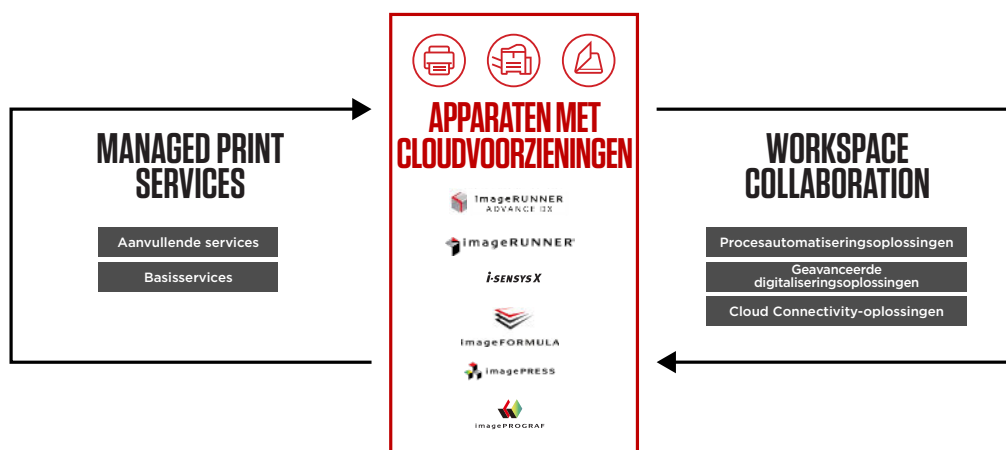 MANAGED PRINT
SERVICES
Aanvullende services
Basisservices
APPARATEN MET
CLOUDVOORZIENINGEN
imageRUNNER
ADVANCE DX
imageRUNNER
i-SENSYS X
imageFORMULA
imagePRESS
imagePROGRAF
WORKSPACE
COLLABORATION
Procesautomatiseringsoplossingen
Geavanceerde
digitaliseringsoplossingen
Cloud Connectivity-oplossingen